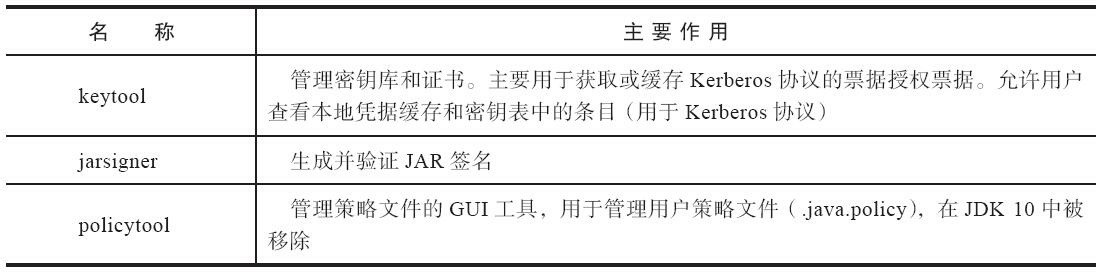 名 称 主要作用
keytool 管理密钥库和证书。主要用于获取或缓存 Kerberos 协议的票据授权票据。允许用户
查看本地凭据缓存和密钥表中的条目（用于 Kerberos 协议）
jarsigner 生成并验证 JAR 签名
policytool 管理策略文件的 GUI 工具，用于管理用户策略文件（.java.policy），在 JDK 10 中被
移除